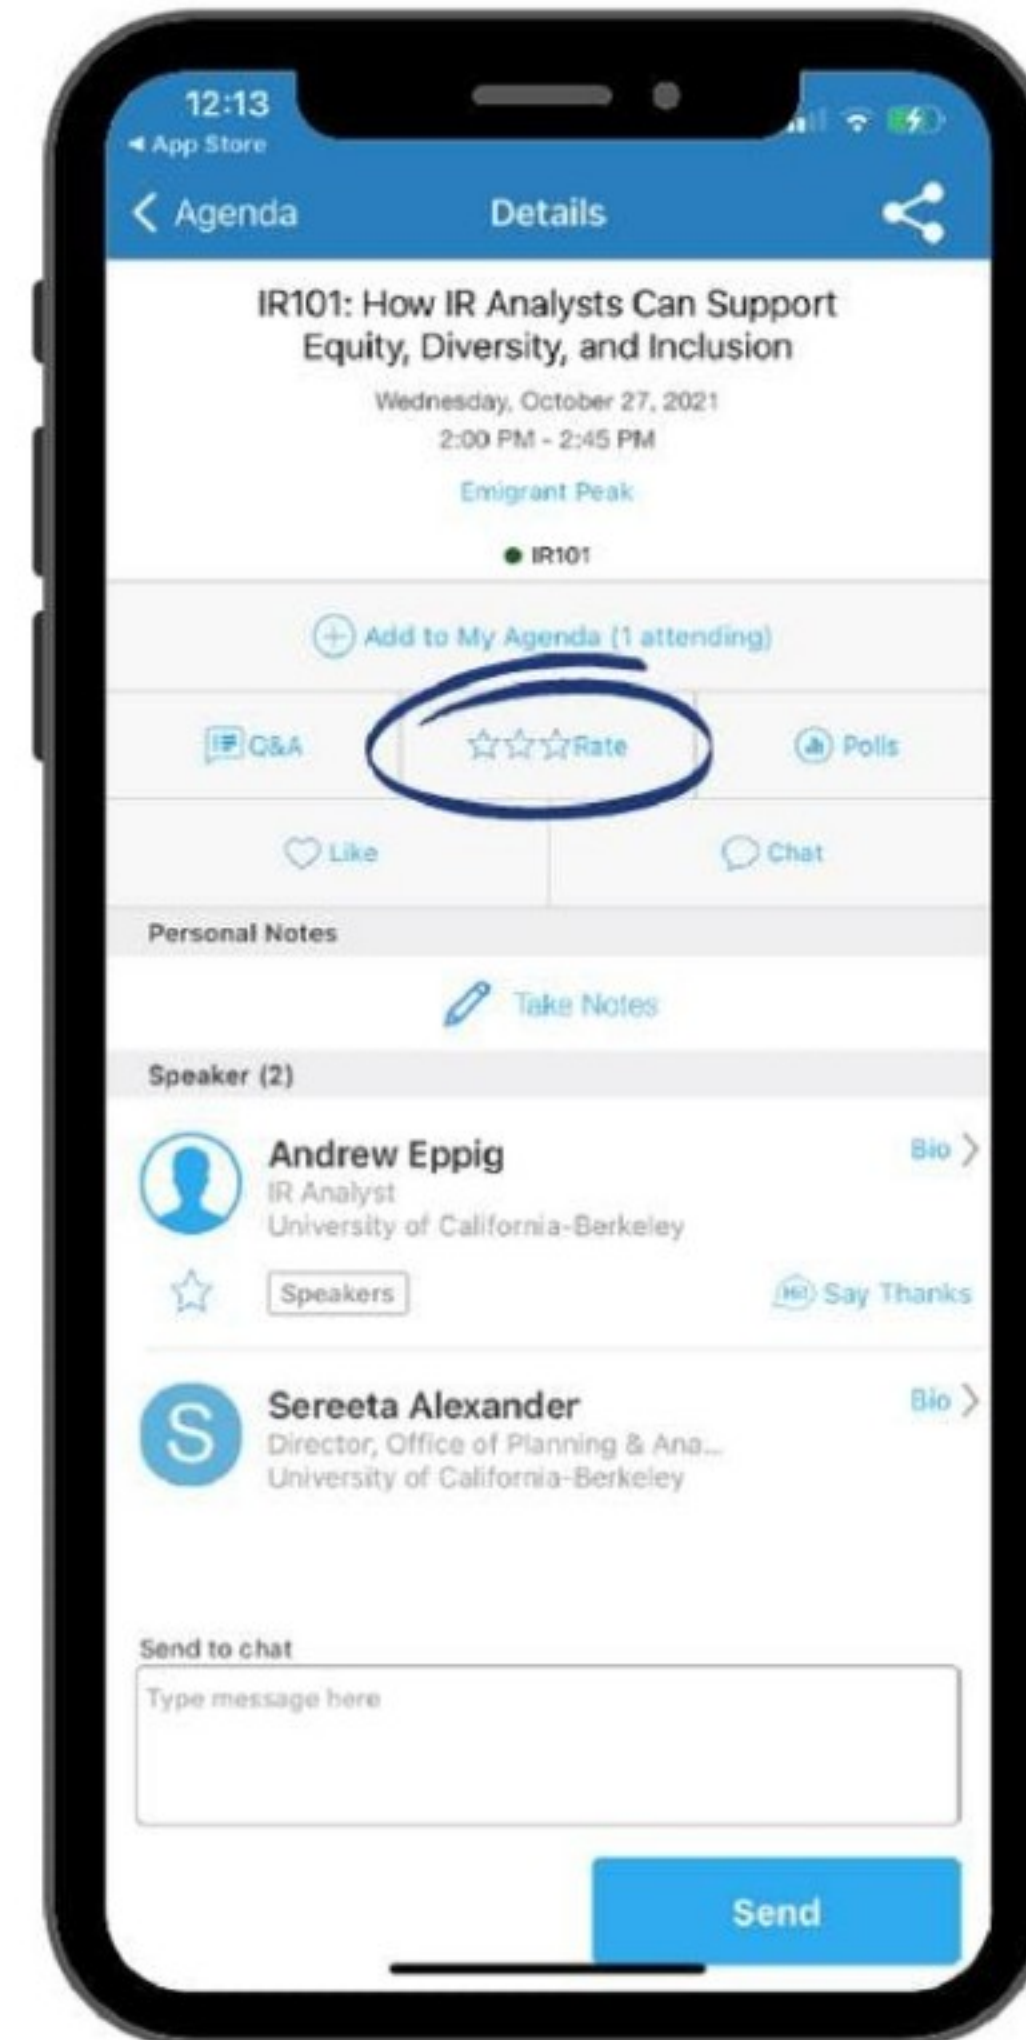 12:13
App Store
Agenda
Details
IR101: How IR Analysts Can Support
Equity, Diversity, and Inclusion
Wednesday, October 27, 2021
2:00 PM - 2:45 PM
Emigrant Peak
IR101
Add to My Agenda (1 attending)
Q&A
Rate
Polls
Like
Chat
Personal Notes
Take Notes
Speaker (2)
Andrew Eppig
Bio
IR Analyst
University of California-Berkeley
Speakers
Hi!
Say Thanks
Sereeta Alexander
Bio
S
Director, Office of Planning & Ana...
University of California-Berkeley
Send to chat
Type message here
Send